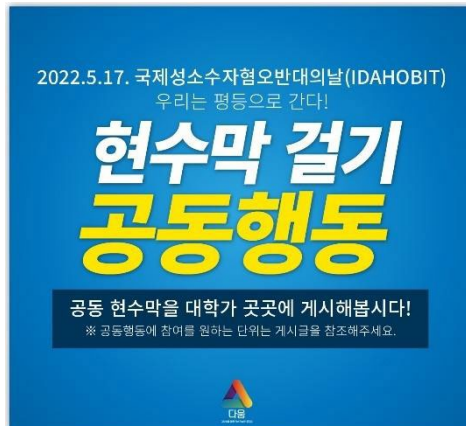 2022.5.17. 국제성소수자혐오반대의날(IDAHOBIT)
우리는 평등으로 간다!
현수막 걸기
공동행동
공동 현수막을 대학가 곳곳에 게시해봅시다!
※ 공동행동에 참여를 원하는 단위는 게시글을 참조해주세요.
다움